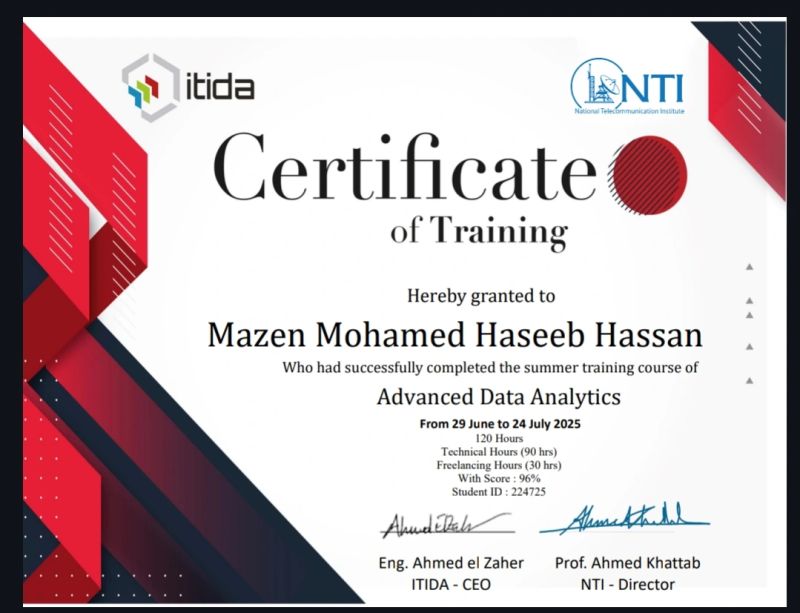 itida
NTI
National Telecommunication Institute
Certificate
of Training
Hereby granted to
Mazen Mohamed Haseeb Hassan
Who had successfully completed the summer training course of
Advanced Data Analytics
From 29 June to 24 July 2025
120 Hours
Technical Hours (90 hrs)
Freelancing Hours (30 hrs)
With Score : 96%
Student ID : 224725
Eng. Ahmed el Zaher
ITIDA - CEO
Prof. Ahmed Khattab
NTI - Director